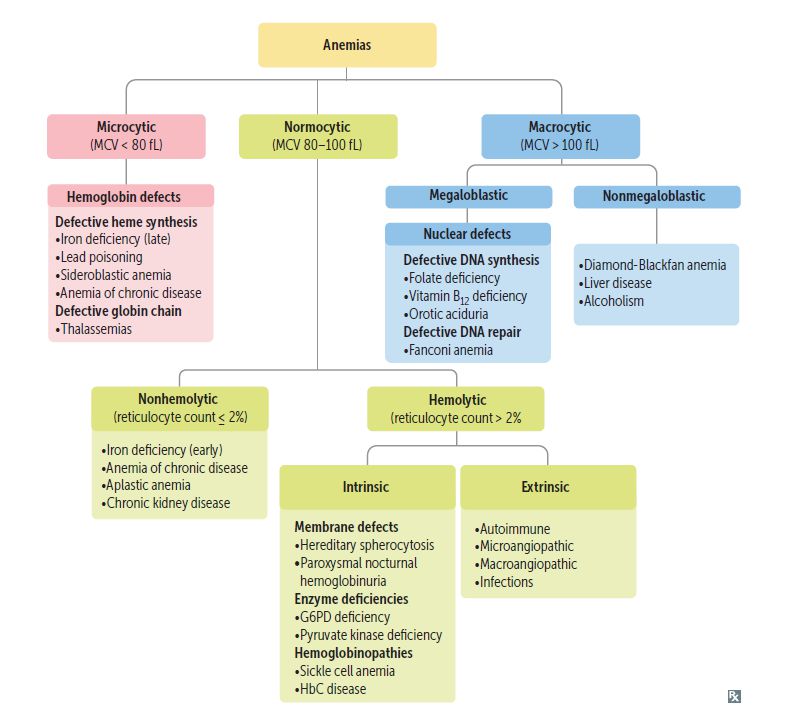 Anemias
Microcytic
(MCV < 80 fL)
Normocytic
(MCV 80–100 fL)
Macrocytic
(MCV > 100 fL)
Hemoglobin defects
Defective heme synthesis
•Iron deficiency (late)
•Lead poisoning
•Sideroblastic anemia
•Anemia of chronic disease
Defective globin chain
•Thalassemias
Megaloblastic
Nuclear defects
Defective DNA synthesis
•Folate deficiency
•Vitamin B12 deficiency
•Orotic aciduria
Defective DNA repair
•Fanconi anemia
Nonmegaloblastic
•Diamond-Blackfan anemia
•Liver disease
•Alcoholism
Nonhemolytic
(reticulocyte count ≤ 2%)
•Iron deficiency (early)
•Anemia of chronic disease
•Aplastic anemia
•Chronic kidney disease
Hemolytic
(reticulocyte count > 2%
Intrinsic
Membrane defects
•Hereditary spherocytosis
•Paroxysmal nocturnal
hemoglobinuria
Enzyme deficiencies
•G6PD deficiency
•Pyruvate kinase deficiency
Hemoglobinopathies
•Sickle cell anemia
•HbC disease
Extrinsic
•Autoimmune
•Microangiopathic
•Macroangiopathic
•Infections
Rx